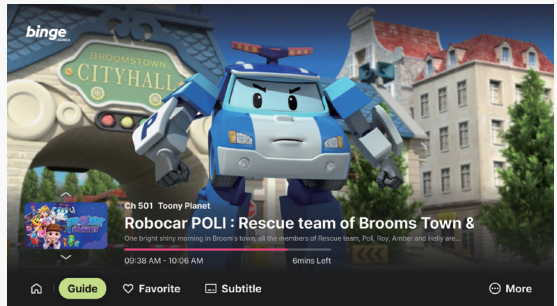 binge
KOREA
BROOMSTOWN
CITYHALL
Ch 501 Toony Planet
Robocar POLI : Rescue team of Brooms Town &
One bright shiny morning in Broom's town, all the members of Rescue team, Poli, Roy, Amber and Helly are...
09:38 AM - 10:06 AM
6mins Left
Guide
Favorite
Subtitle
More